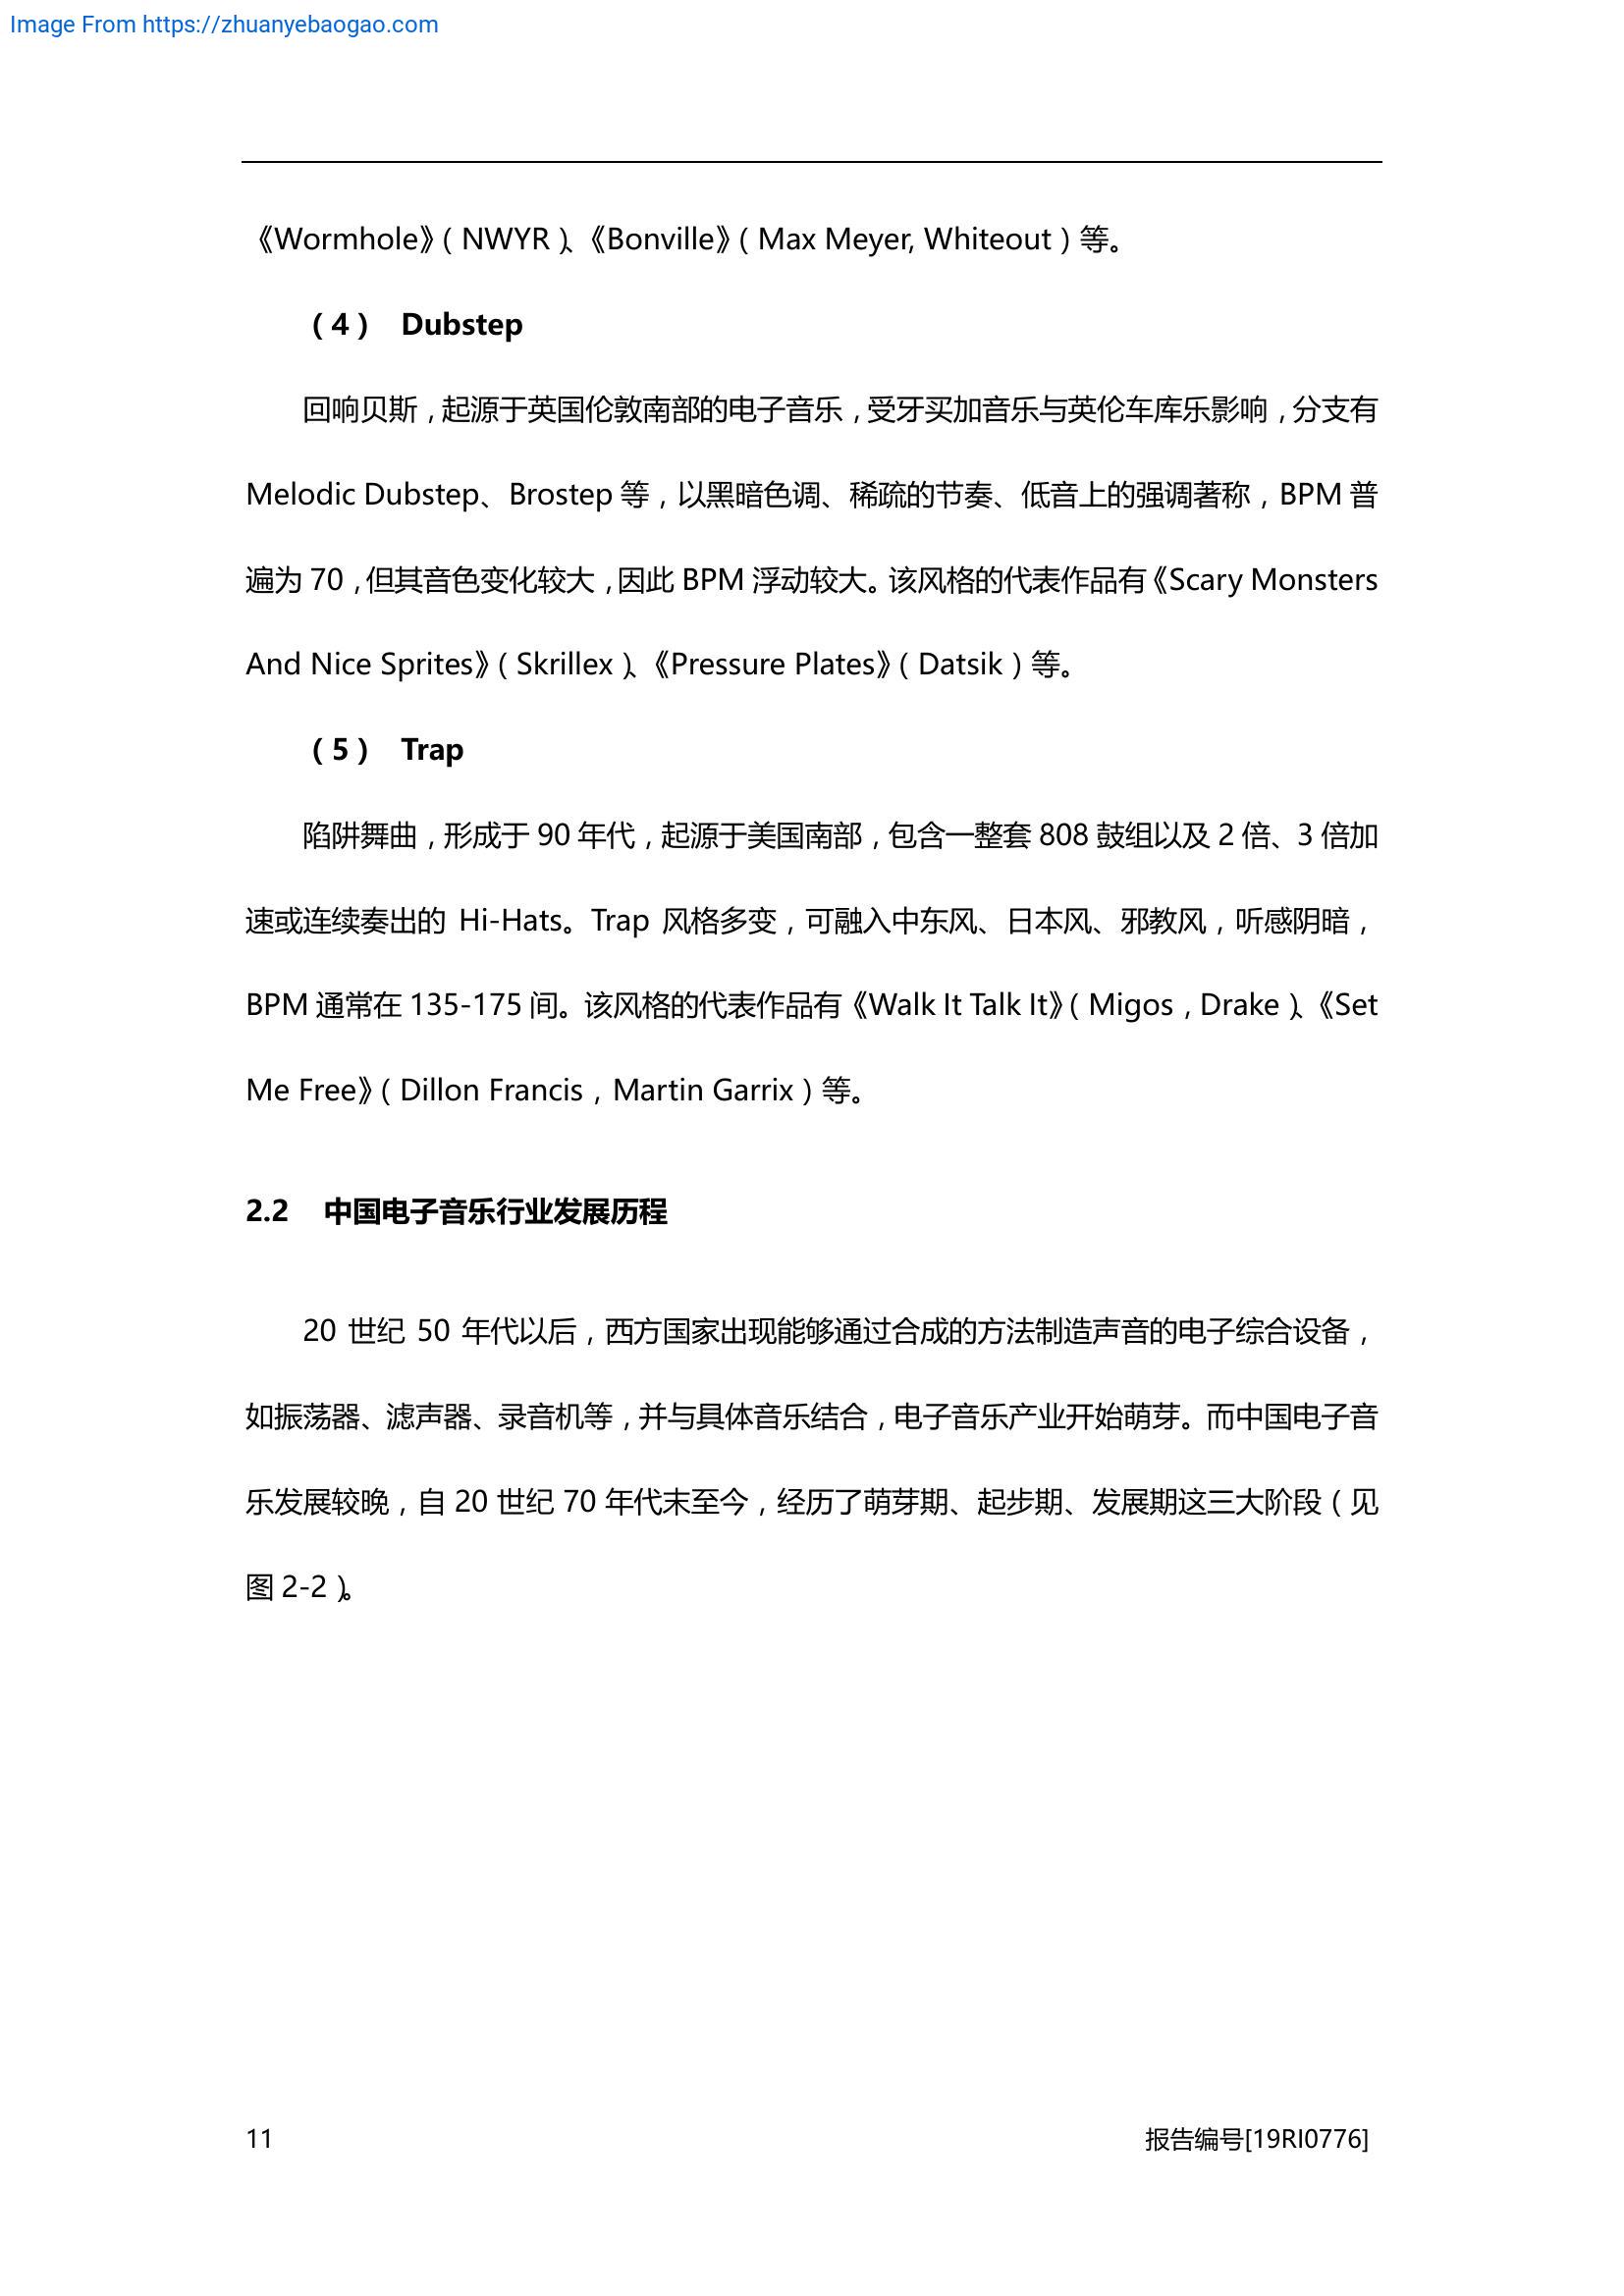 Image From https://zhuanyebaogao.com
《Wormhole》（NWYR）、《Bonville》（Max Meyer, Whiteout）等。
（4） Dubstep
回响贝斯，起源于英国伦敦南部的电子音乐，受牙买加音乐与英伦车库乐影响，分支有
Melodic Dubstep、Brostep 等，以黑暗色调、稀疏的节奏、低音上的强调著称，BPM 普
遍为 70，但其音色变化较大，因此 BPM 浮动较大。该风格的代表作品有《Scary Monsters
And Nice Sprites》（Skrillex）、《Pressure Plates》（Datsik）等。
（5） Trap
陷阱舞曲，形成于 90 年代，起源于美国南部，包含一整套 808 鼓组以及 2 倍、3 倍加
速或连续奏出的 Hi-Hats。Trap 风格多变，可融入中东风、日本风、邪教风，听感阴暗，
BPM 通常在 135-175 间。该风格的代表作品有《Walk It Talk It》（Migos，Drake）、《Set
Me Free》（Dillon Francis，Martin Garrix）等。
2.2 中国电子音乐行业发展历程
20 世纪 50 年代以后，西方国家出现能够通过合成的方法制造声音的电子综合设备，
如振荡器、滤声器、录音机等，并与具体音乐结合，电子音乐产业开始萌芽。而中国电子音
乐发展较晚，自 20 世纪 70 年代末至今，经历了萌芽期、起步期、发展期这三大阶段（见
图 2-2）。
11 报告编号[19RI0776]